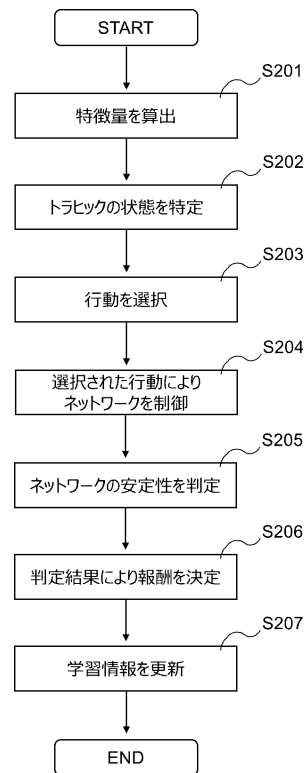 START
S201
特徴量を算出
S202
トラヒックの状態を特定
S203
行動を選択
S204
選択された行動により
ネットワークを制御
S205
ネットワークの安定性を判定
S206
判定結果により報酬を決定
S207
学習情報を更新
END